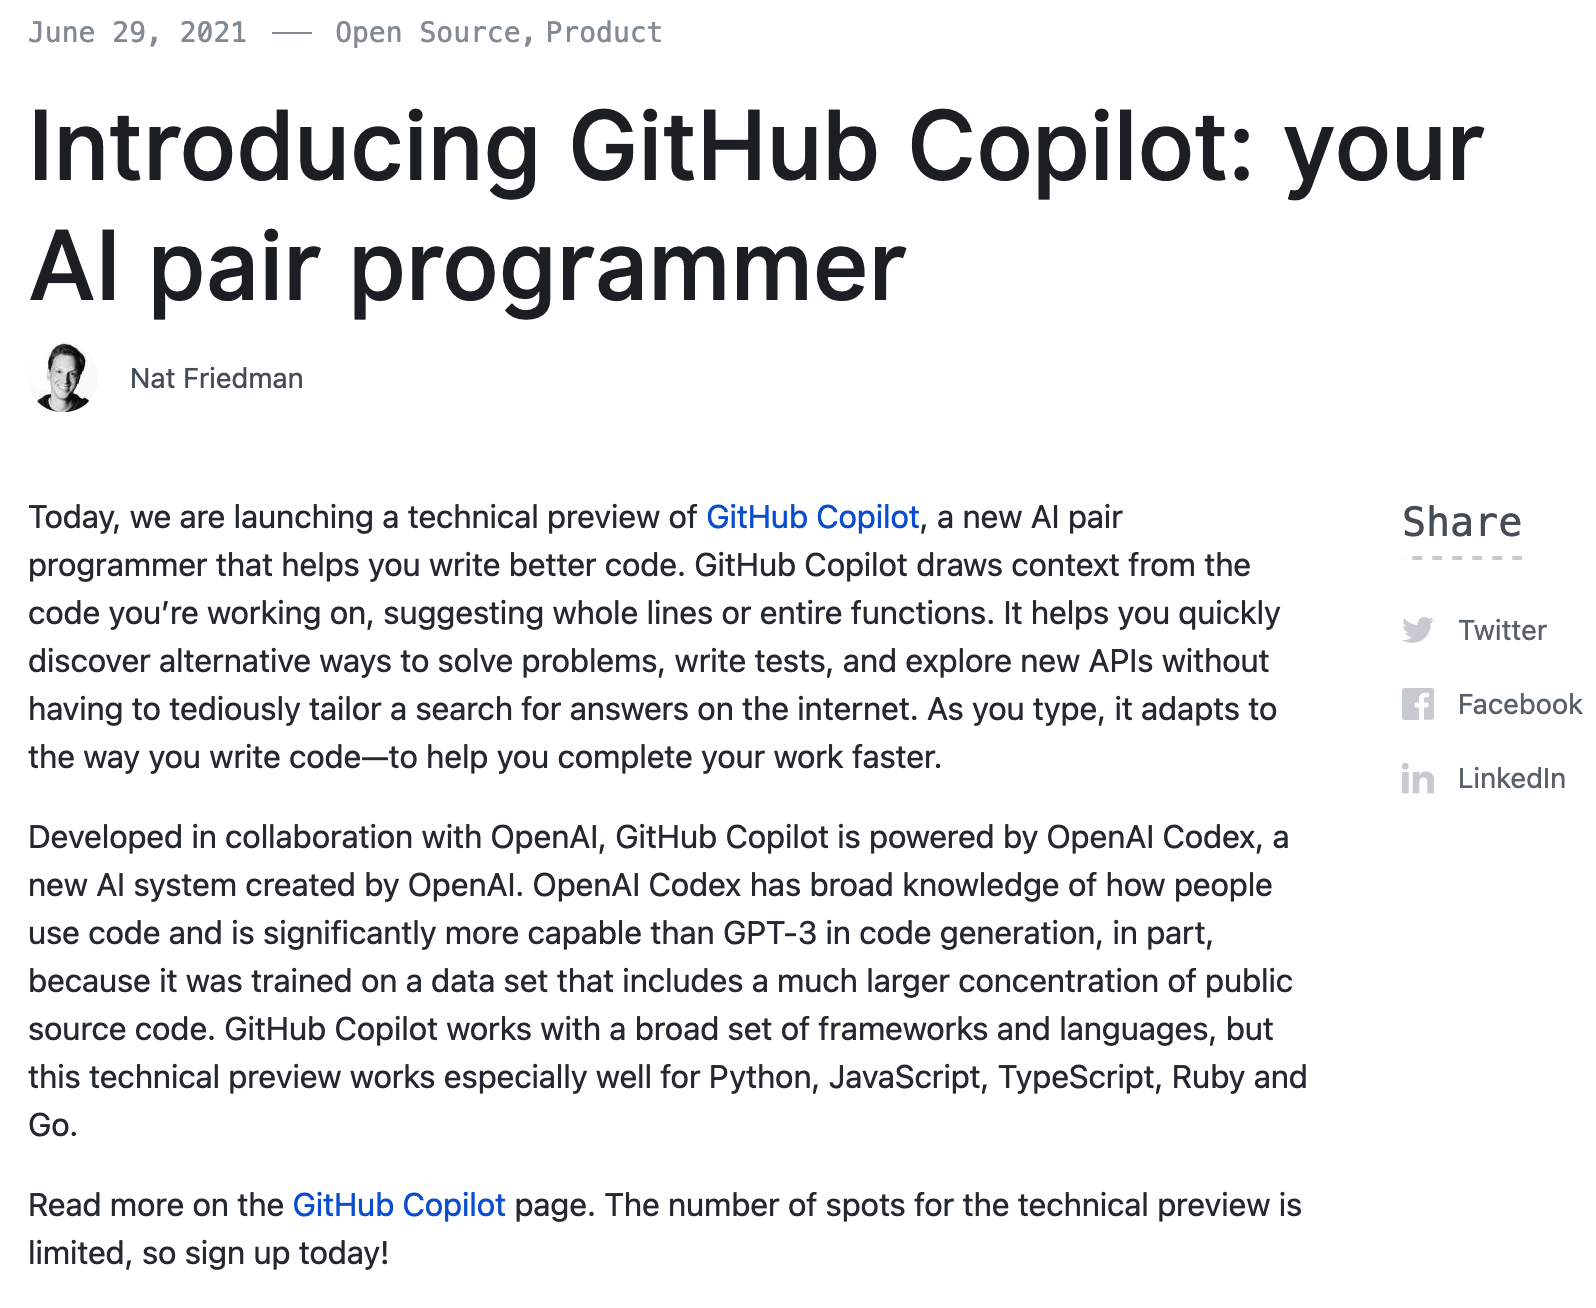 June 29, 2021 — Open Source, Product
Introducing GitHub Copilot: your
AI pair programmer
Nat Friedman
Today, we are launching a technical preview of GitHub Copilot, a new AI pair
programmer that helps you write better code. GitHub Copilot draws context from the
code you’re working on, suggesting whole lines or entire functions. It helps you quickly
discover alternative ways to solve problems, write tests, and explore new APIs without
having to tediously tailor a search for answers on the internet. As you type, it adapts to
the way you write code—to help you complete your work faster.
Developed in collaboration with OpenAI, GitHub Copilot is powered by OpenAI Codex, a
new AI system created by OpenAI. OpenAI Codex has broad knowledge of how people
use code and is significantly more capable than GPT-3 in code generation, in part,
because it was trained on a data set that includes a much larger concentration of public
source code. GitHub Copilot works with a broad set of frameworks and languages, but
this technical preview works especially well for Python, JavaScript, TypeScript, Ruby and
Go.
Read more on the GitHub Copilot page. The number of spots for the technical preview is
limited, so sign up today!
Share
Twitter
Facebook
LinkedIn